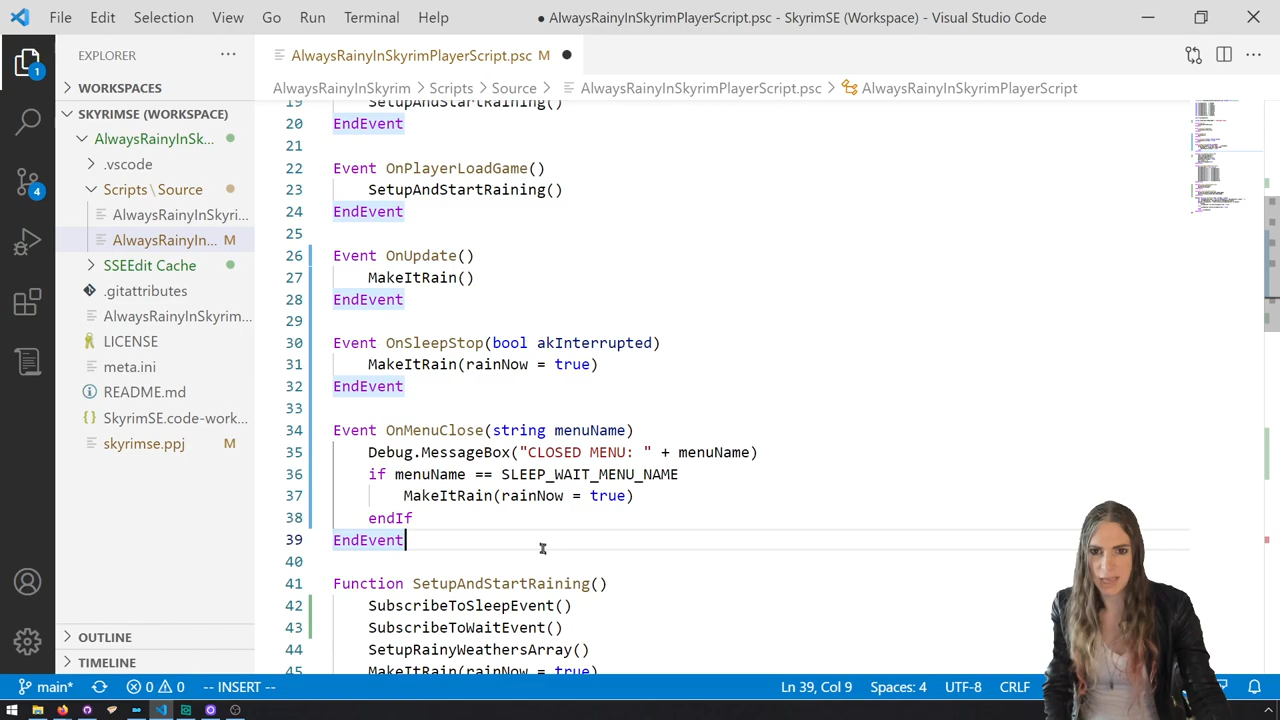 File Edit Selection View Go Run Terminal Help
● AlwaysRainyInSkyrimPlayerScript.psc - SkyrimSE (Workspace) - Visual Studio Code
EXPLORER
AlwaysRainyInSkyrimPlayerScript.psc M
WORKSPACES
AlwaysRainyInSkyrim > Scripts > Source > AlwaysRainyInSkyrimPlayerScript.psc > AlwaysRainyInSkyrimPlayerScript
SKYRIMSE (WORKSPACE)
AlwaysRainyInSk...
.vscode
Scripts \ Source
AlwaysRainyInSkyri...
AlwaysRainyIn... M
SSEEdit Cache
.gitattributes
AlwaysRainyInSkyrim...
LICENSE
meta.ini
README.md
SkyrimSE.code-work...
skyrimse.ppj M
OUTLINE
TIMELINE
1
4
19 SetupAndStartRaining()
20 EndEvent
21
22 Event OnPlayerLoadGame()
23 SetupAndStartRaining()
24 EndEvent
25
26 Event OnUpdate()
27 MakeItRain()
28 EndEvent
29
30 Event OnSleepStop(bool akInterrupted)
31 MakeItRain(rainNow = true)
32 EndEvent
33
34 Event OnMenuClose(string menuName)
35 Debug.MessageBox("CLOSED MENU: " + menuName)
36 if menuName == SLEEP_WAIT_MENU_NAME
37 MakeItRain(rainNow = true)
38 endIf
39 EndEvent
40
41 Function SetupAndStartRaining()
42 SubscribeToSleepEvent()
43 SubscribeToWaitEvent()
44 SetupRainyWeathersArray()
45 MakeItRain(rainNow = true)
main* 0 0 -- INSERT -- Ln 39, Col 9 Spaces: 4 UTF-8 CRLF